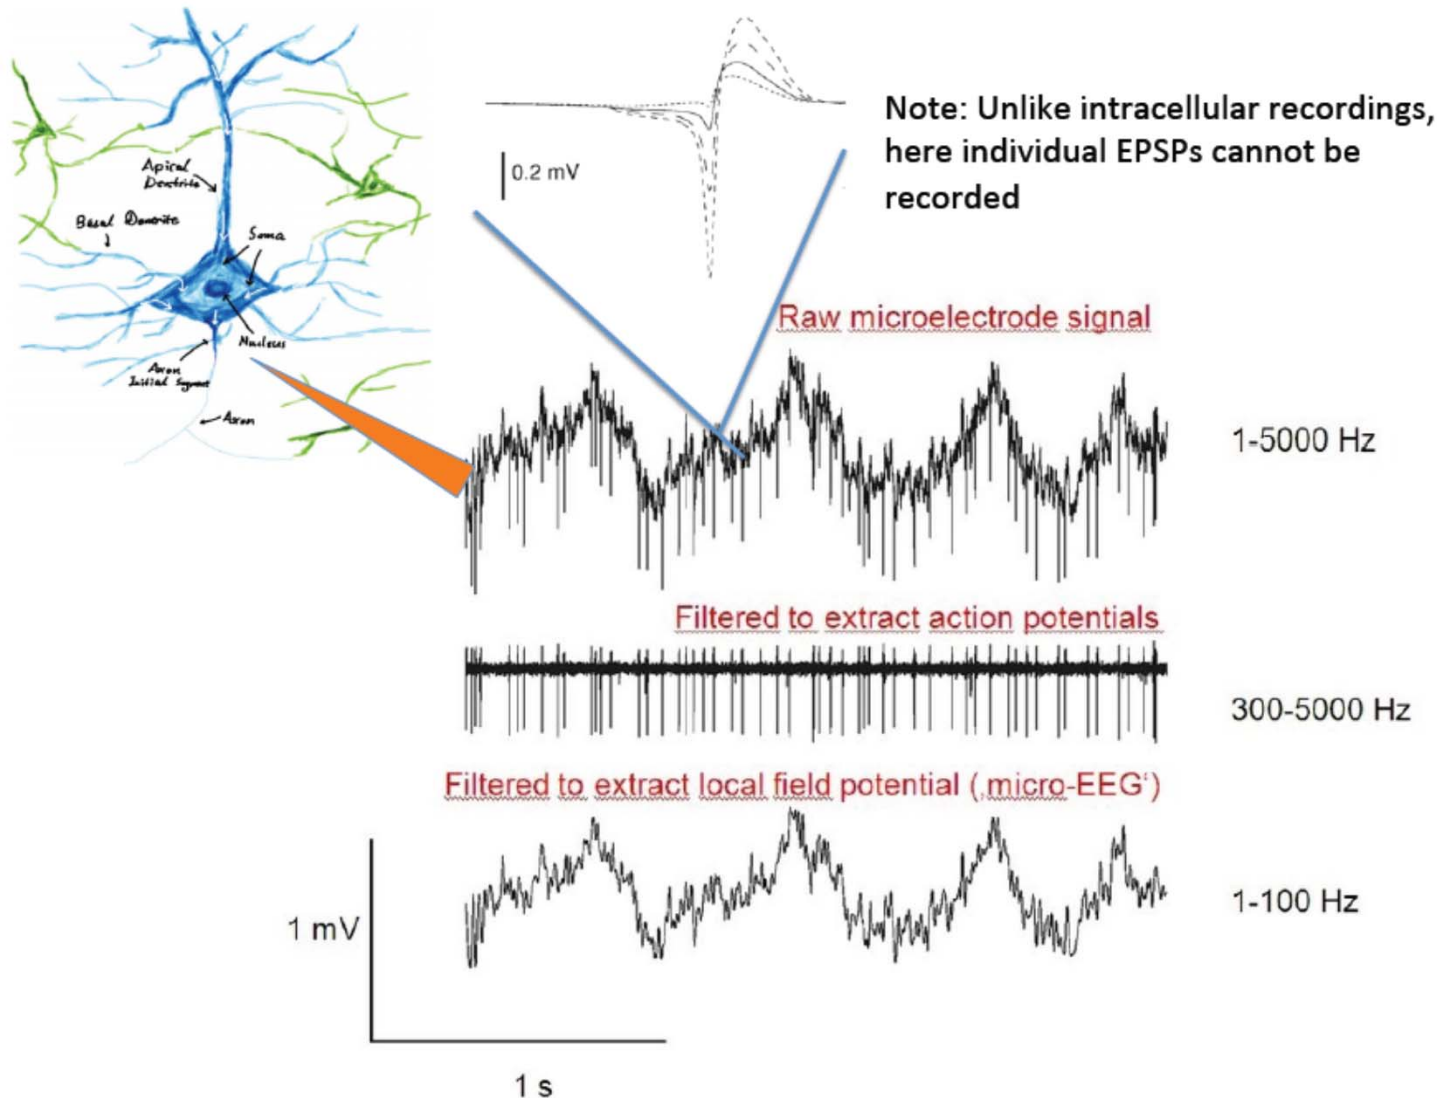 Apical
Dendrite
Basal Dendrite
Soma
Nucleus
Axon
Initial Segment
Axon
0.2 mV
Note: Unlike intracellular recordings,
here individual EPSPs cannot be
recorded
Raw microelectrode signal
1-5000 Hz
Filtered to extract action potentials
300-5000 Hz
Filtered to extract local field potential (‚micro-EEG‘)
1-100 Hz
1 mV
1 s